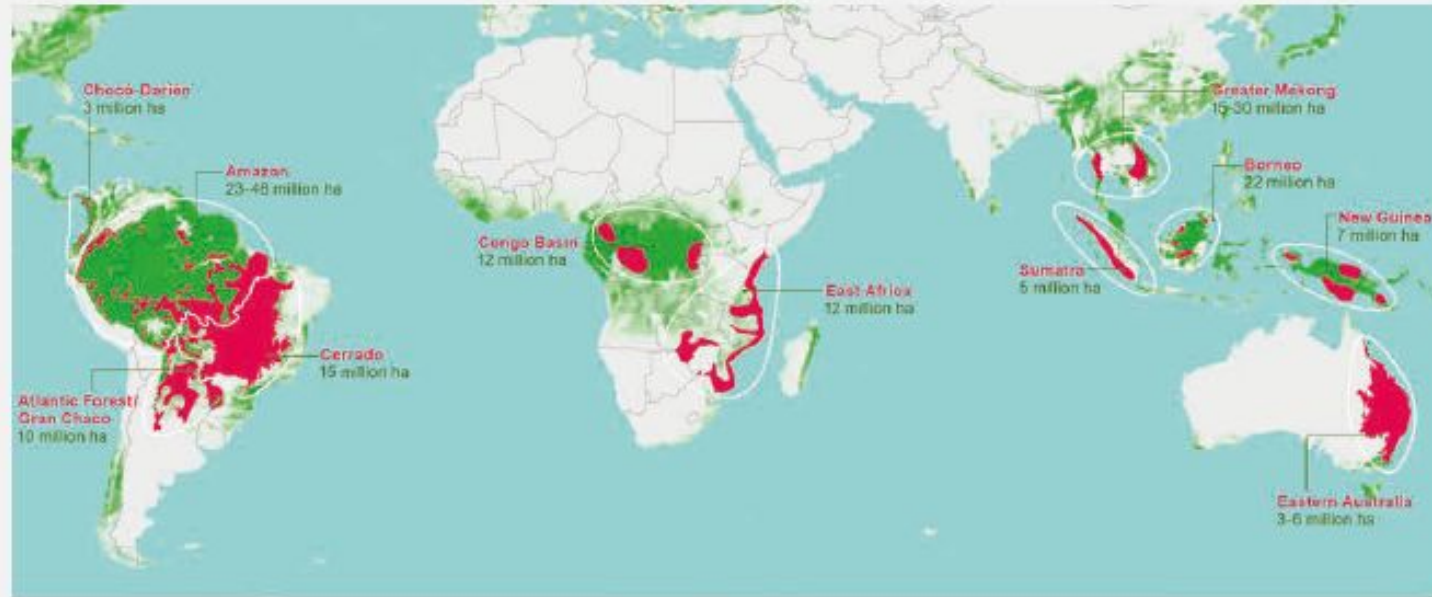 Chocó-Darién
3 million ha
Amazon
23-48 million ha
Cerrado
15 million ha
Atlantic Forest/
Gran Chaco
10 million ha
Congo Basin
12 million ha
East Africa
12 million ha
Greater Mekong
15-30 million ha
Borneo
22 million ha
New Guinea
7 million ha
Sumatra
5 million ha
Eastern Australia
3-6 million ha